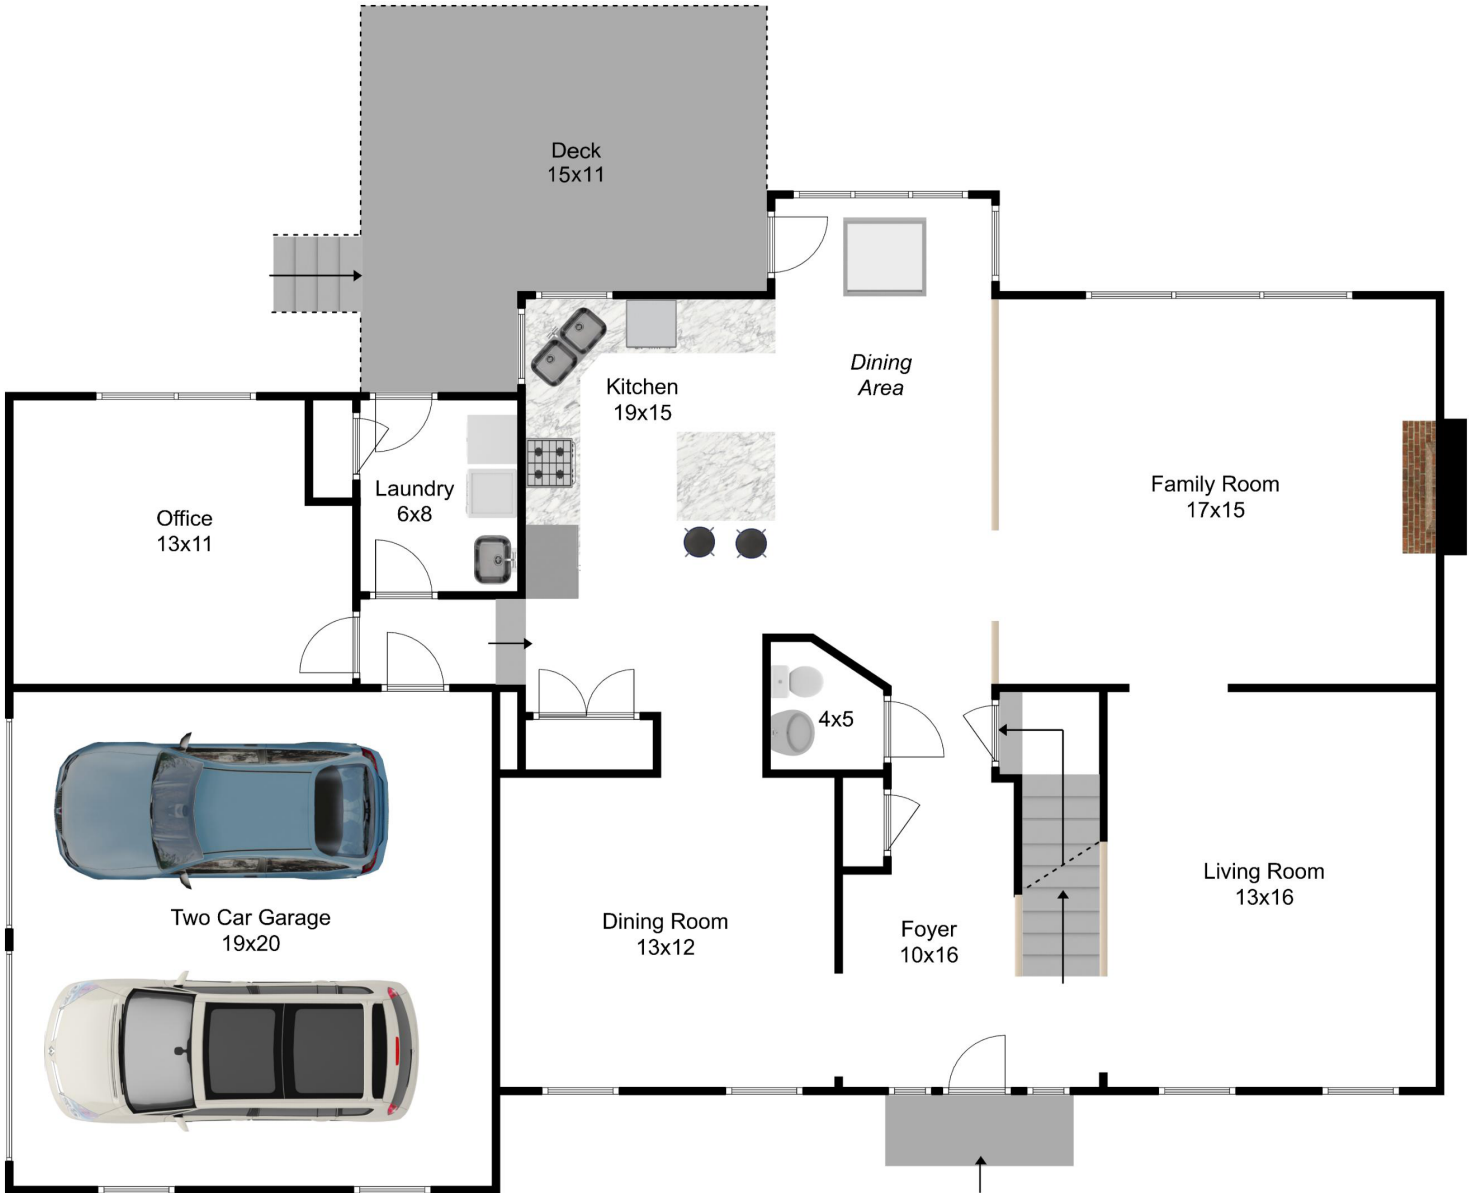 Deck
15x11
Dining
Area
Kitchen
19x15
Family Room
17x15
Laundry
6x8
Office
13x11
4x5
Living Room
13x16
Two Car Garage
19x20
Dining Room
13x12
Foyer
10x16